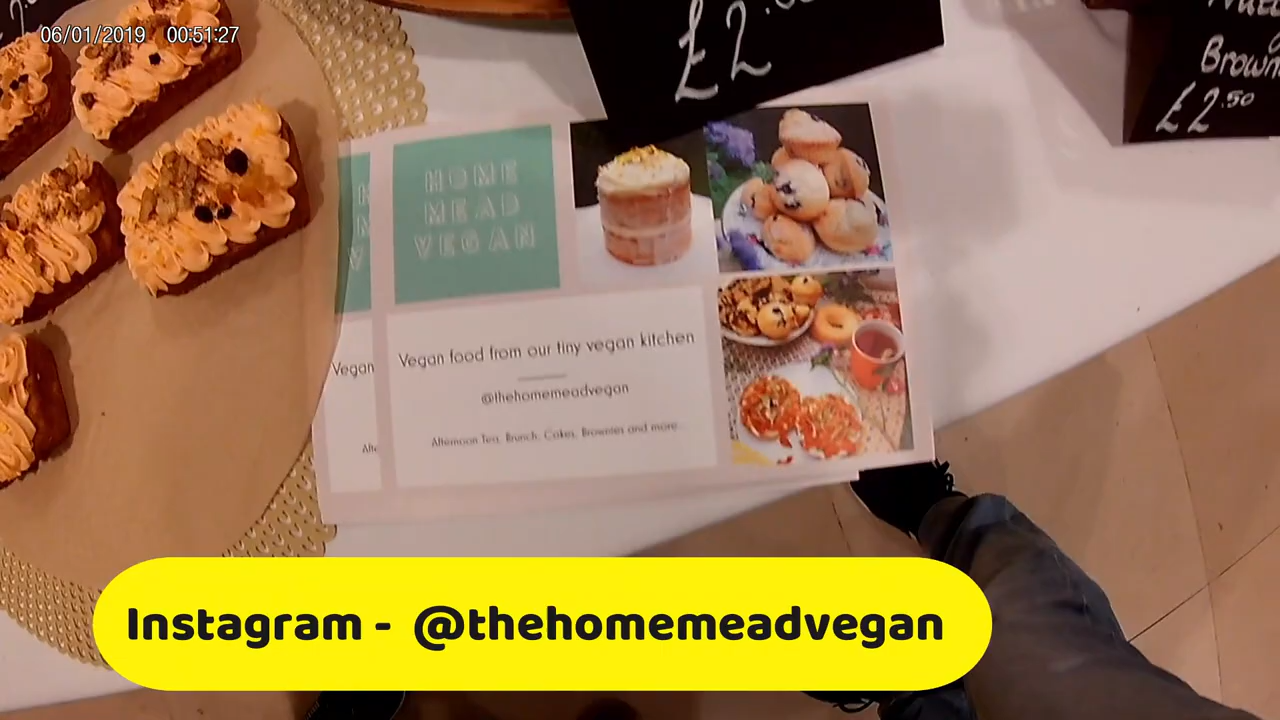 06/01/2019 00:51:27
£2
Brown
£2.50
HOME
MEAD
VEGAN
Vegan food from our tiny vegan kitchen
@thehomemeadvegan
Afternoon Tea, Brunch, Cakes, Brownies and more...
Vegan
Instagram - @thehomemeadvegan